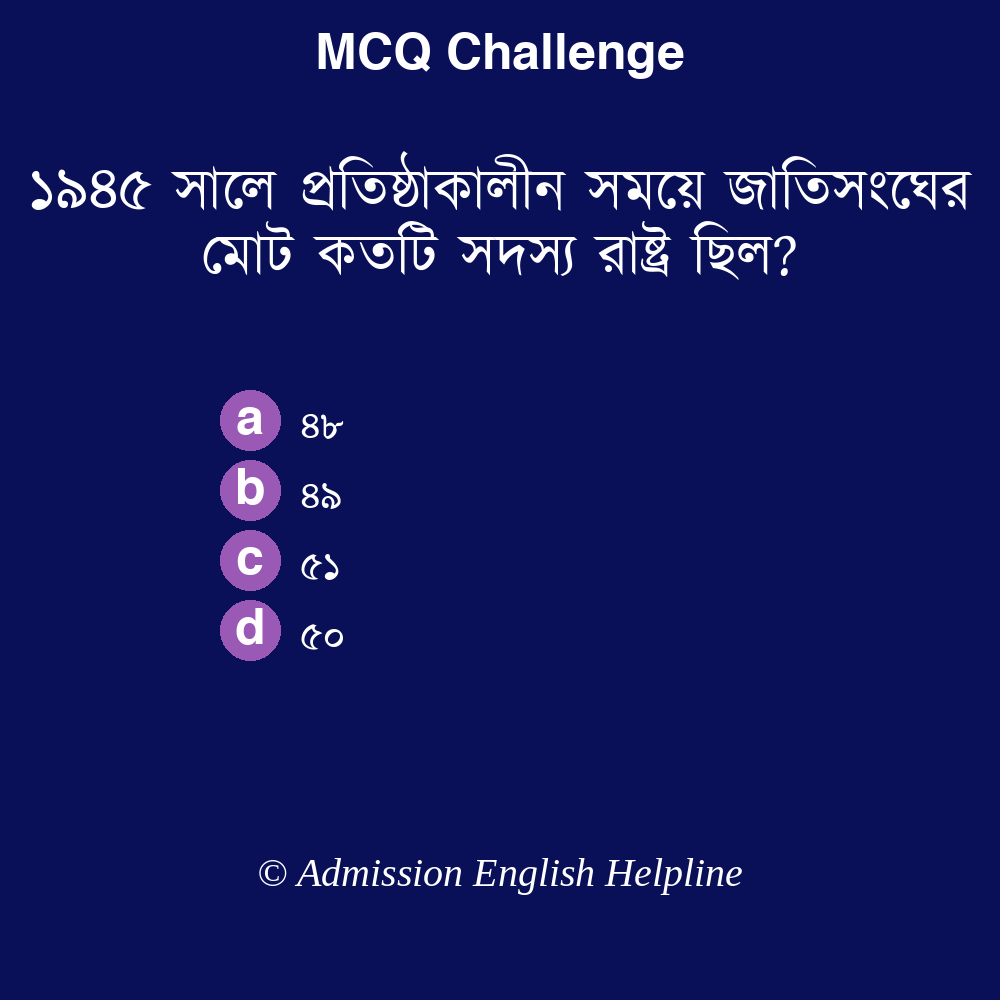 MCQ Challenge
১৯৪৫ সালে প্রতিষ্ঠাকালীন সময়ে জাতিসংঘের
মোট কতটি সদস্য রাষ্ট্র ছিল?
a ৪৮
b ৪৯
c ৫১
d ৫০
© Admission English Helpline